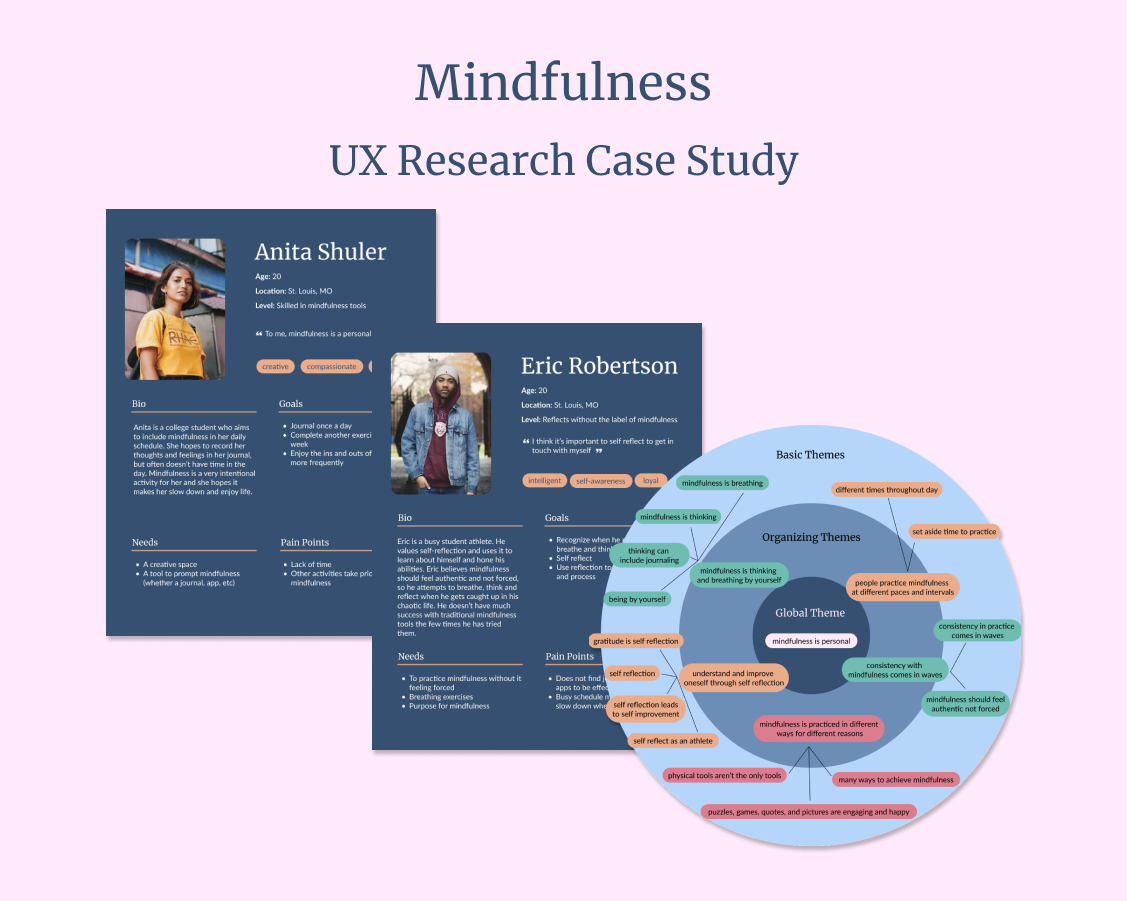 Mindfulness
UX Research Case Study
Anita Shuler
Age: 20
Location: St. Louis, MO
Level: Skilled in mindfulness tools
“ To me, mindfulness is a personal
creative
compassionate
Bio
Anita is a college student who aims
to include mindfulness in her daily
schedule. She hopes to record her
thoughts and feelings in her journal,
but often doesn't have time in the
day. Mindfulness is a very intentional
activity for her and she hopes it
makes her slow down and enjoy life.
Goals
• Journal once a day
• Complete another
week
• Enjoy the ins and outs of
more frequently
Needs
• A creative space
• A tool to prompt mindfulness
(whether a journal, app, etc)
Pain Points
• Lack of time
• Other activities take
mindfulness
Eric Robertson
Age: 20
Location: St. Louis, MO
Level: Reflects without the label of mindfulness
“ I think it's important to self reflect to get in
touch with myself ”
intelligent
self-awareness
loyal
Bio
Eric is a busy student athlete. He
values self-reflection and uses it to
learn about himself and hone his
abilities. Eric believes mindfulness
should feel authentic and not forced,
so he attempts to breathe, think and
reflect when he gets caught up in his
chaotic life. He doesn't have much
success with traditional mindfulness
tools the few times he has tried
them.
Goals
• Recognize when he
breathe and
• Self reflect
• Use reflection to
and process
Needs
• To practice mindfulness without it
feeling forced
• Breathing exercises
• Purpose for mindfulness
Pain Points
• Does not find
apps to be
• Busy schedule
slow down
Basic Themes
mindfulness is breathing
mindfulness is thinking
thinking can
include journaling
being by yourself
different times throughout day
set aside time to practice
Organizing Themes
mindfulness is thinking
and breathing by yourself
people practice mindfulness
at different paces and intervals
Global Theme
mindfulness is personal
consistency in practice
comes in waves
consistency with
mindfulness comes in waves
mindfulness should feel
authentic not forced
gratitude is self reflection
self reflection
self reflection leads
to self improvement
self reflect as an athlete
understand and improve
oneself through self reflection
mindfulness is practiced in different
ways for different reasons
physical tools aren't the only tools
many ways to achieve mindfulness
puzzles, games, quotes, and pictures are engaging and happy